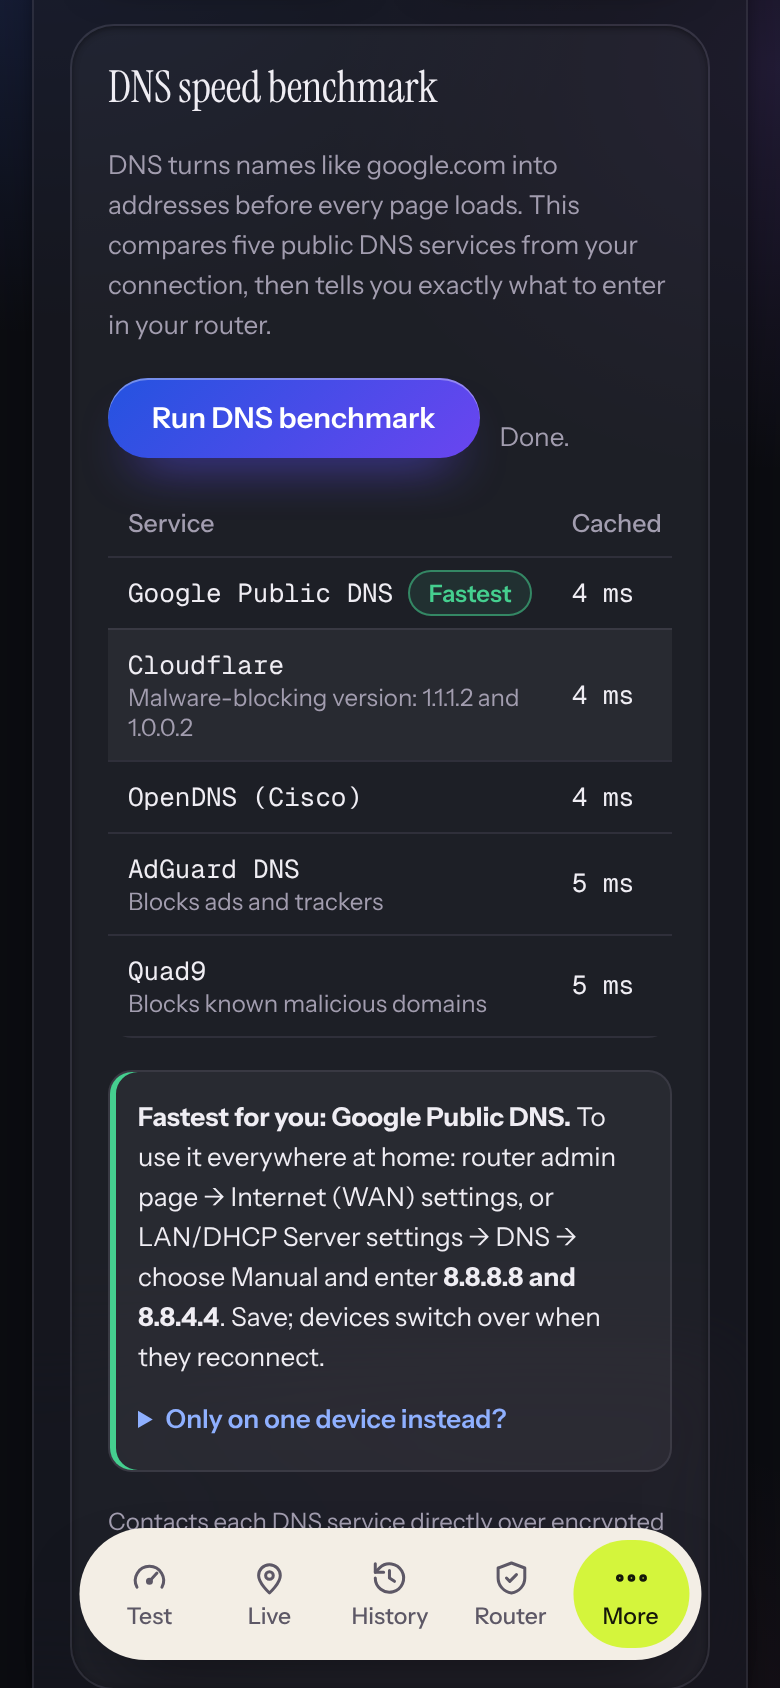 DNS speed benchmark
DNS turns names like google.com into
addresses before every page loads. This
compares five public DNS services from your
connection, then tells you exactly what to enter
in your router.
Run DNS benchmark
Done.
Service Cached
Google Public DNS Fastest 4 ms
Cloudflare
Malware-blocking version: 1.1.1.2 and
1.0.0.2
4 ms
OpenDNS (Cisco) 4 ms
AdGuard DNS
Blocks ads and trackers
5 ms
Quad9
Blocks known malicious domains
5 ms
Fastest for you: Google Public DNS. To
use it everywhere at home: router admin
page → Internet (WAN) settings, or
LAN/DHCP Server settings → DNS →
choose Manual and enter 8.8.8.8 and
8.8.4.4. Save; devices switch over when
they reconnect.
▶ Only on one device instead?
Contacts each DNS service directly over encrypted
Test Live History Router More